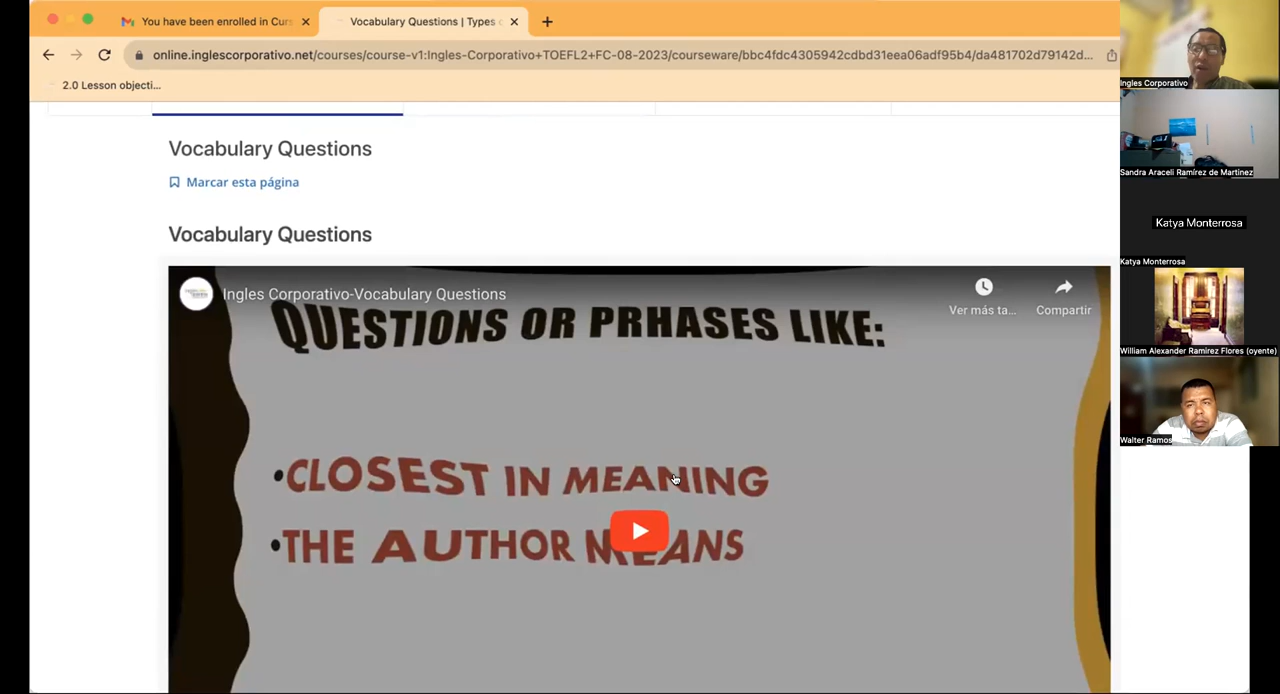 You have been enrolled in Curs
Vocabulary Questions | Types o
online.inglescorporativo.net/courses/course-v1:Ingles-Corporativo+TOEFL2+FC-08-2023/courseware/bbc4fdc4305942cdbd31eea06adf95b4/da481702d79142d...
2.0 Lesson objecti...
Vocabulary Questions
Marcar esta página
Vocabulary Questions
Ingles Corporativo-Vocabulary Questions
Ver más ta...
Compartir
QUESTIONS OR PRHASES LIKE:
•CLOSEST IN MEANING
•THE AUTHOR MEANS
Ingles Corporativo
Sandra Araceli Ramírez de Martinez
Katya Monterrosa
Katya Monterrosa
William Alexander Ramirez Flores (oyente)
Walter Ramos